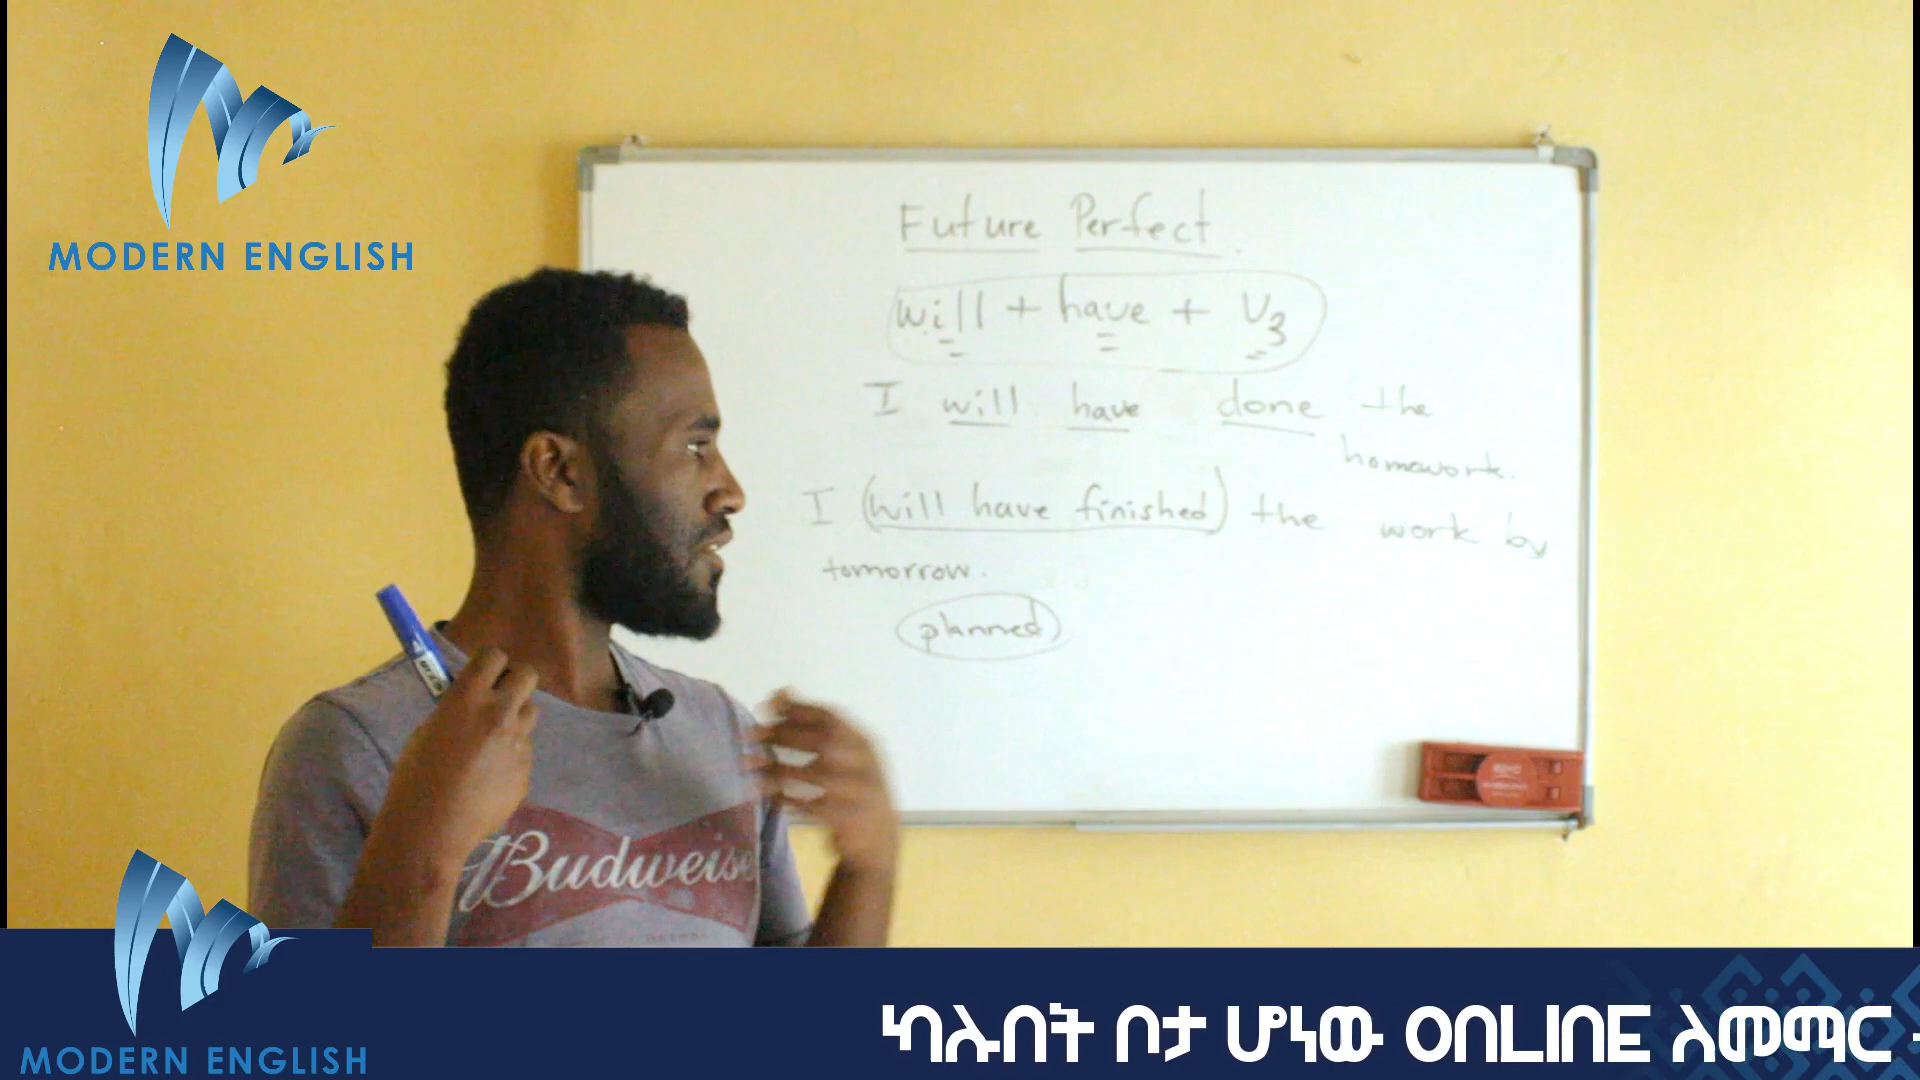 MODERN ENGLISH
Future Perfect
will + have + V3
I will have done the
homework.
I (will have finished) the work by
tomorrow.
planned
Budweise
MODERN ENGLISH
ካሉበት ቦታ ሆነው ONLINE ለመማር